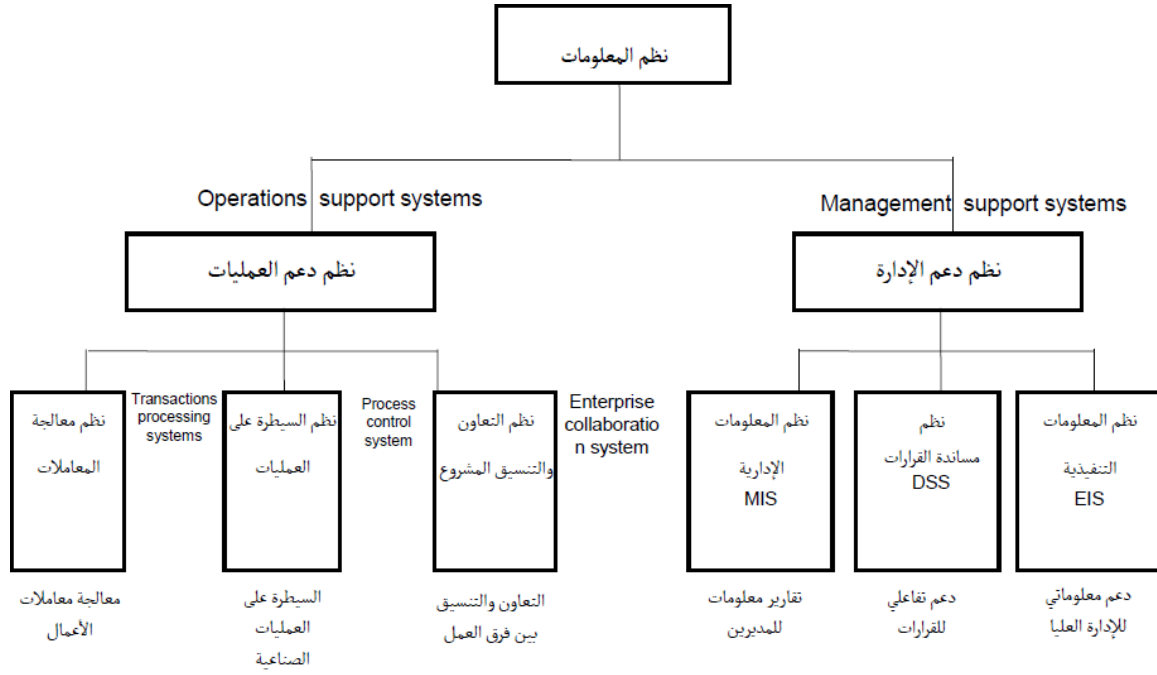 نظم المعلومات
Operations support systems
Management support systems
نظم دعم العمليات
نظم دعم الإدارة
نظم معالجة
المعاملات
Transactions
processing
systems
نظم السيطرة على
العمليات
Process
control
system
نظم التعاون
والتنسيق المشروع
Enterprise
collaboratio
n system
نظم المعلومات
الإدارية
MIS
نظم
مساندة القرارات
DSS
نظم المعلومات
التنفيذية
EIS
معالجة معاملات
الأعمال
السيطرة على
العمليات
الصناعية
التعاون والتنسيق
بين فرق العمل
تقارير معلومات
للمديرين
دعم تفاعلي
للقرارات
دعم معلوماتي
للإدارة العليا